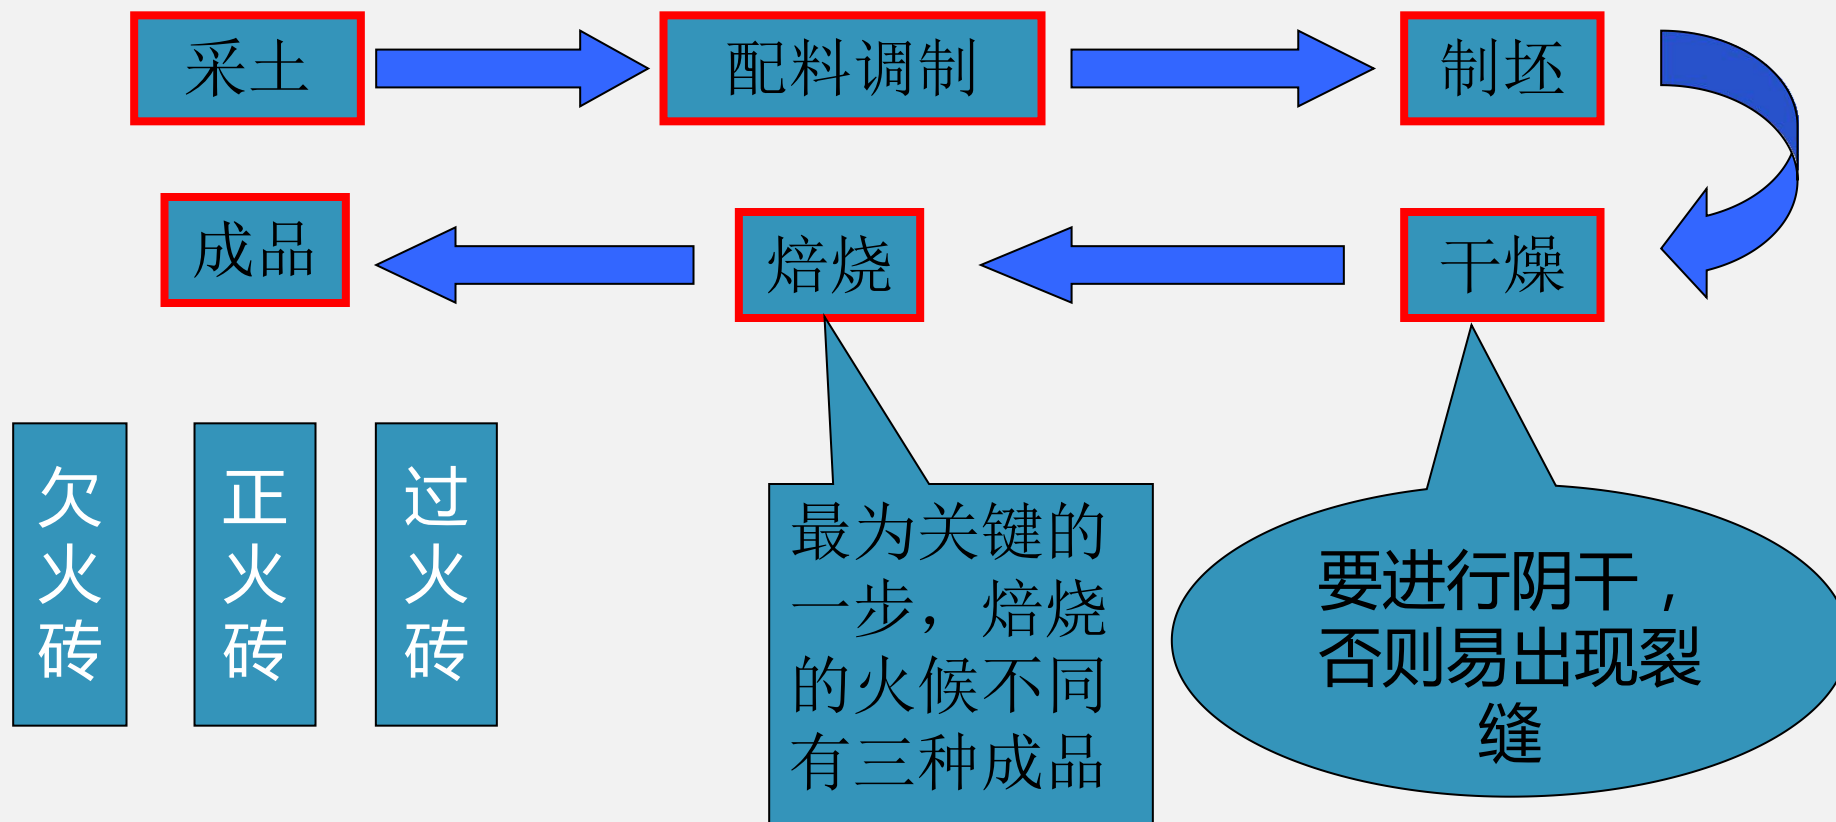 采土
配料调制
制坯
成品
焙烧
干燥
欠
火
砖
正
火
砖
过
火
砖
最为关键的
一步，焙烧
的火候不同
有三种成品
要进行阴干，
否则易出现裂
缝